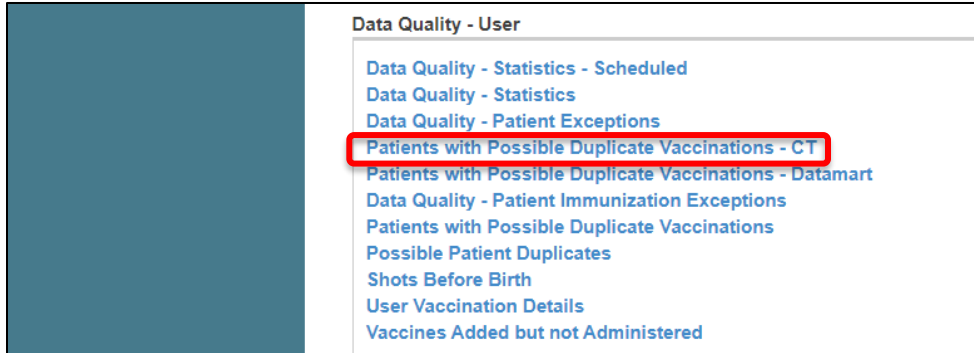 Data Quality - User
Data Quality - Statistics - Scheduled
Data Quality - Statistics
Data Quality - Patient Exceptions
Patients with Possible Duplicate Vaccinations - CT
Patients with Possible Duplicate Vaccinations - Datamart
Data Quality - Patient Immunization Exceptions
Patients with Possible Duplicate Vaccinations
Possible Patient Duplicates
Shots Before Birth
User Vaccination Details
Vaccines Added but not Administered